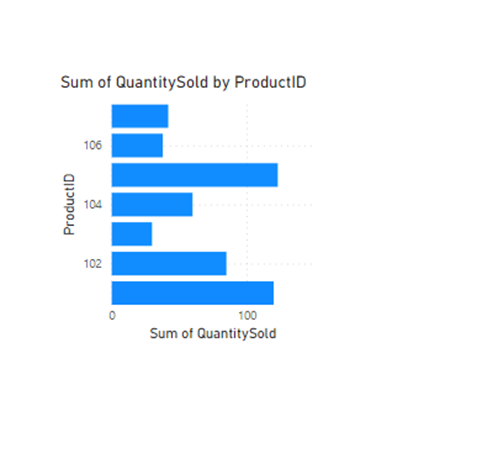 Sum of QuantitySold by ProductID
106
104
102
ProductID
0 100
Sum of QuantitySold